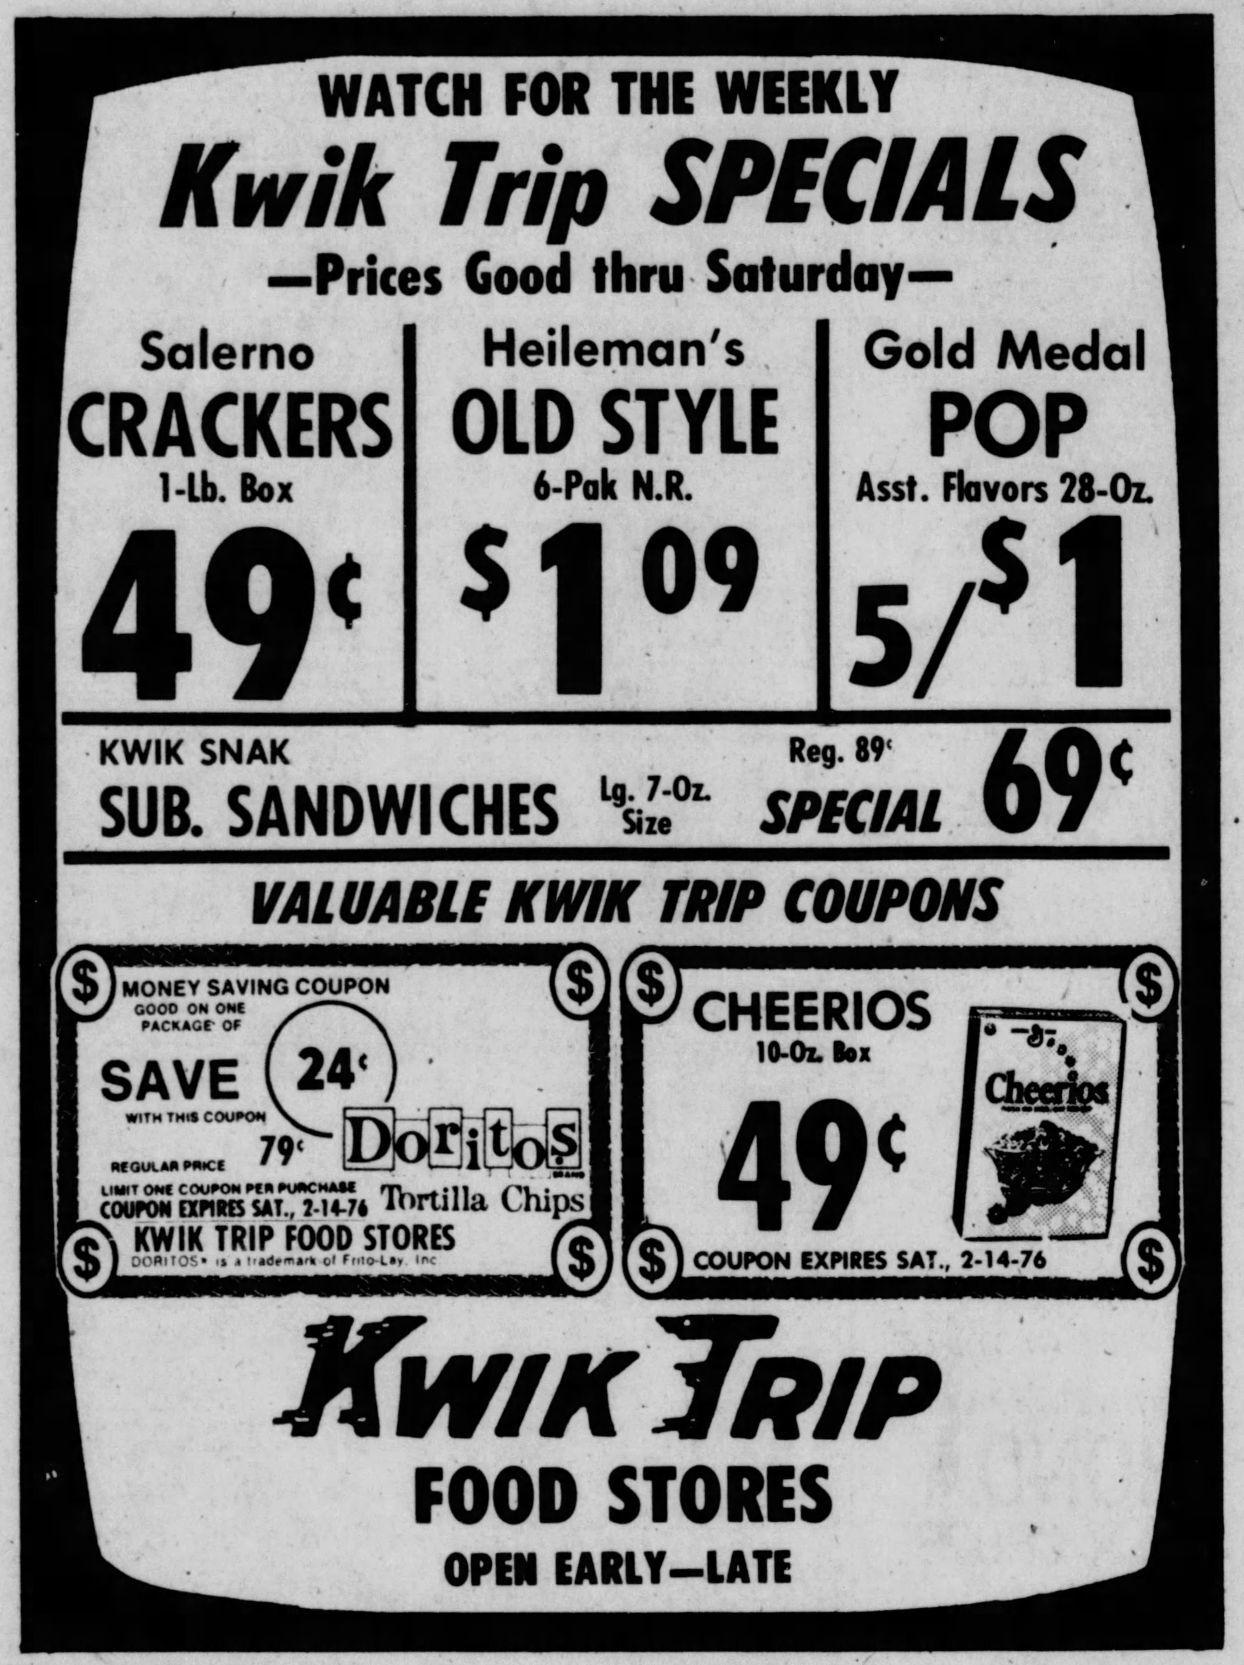 WATCH FOR THE WEEKLY
Kwik Trip SPECIALS
—Prices Good thru Saturday—
Salerno
CRACKERS
1-Lb. Box
49¢
Heileman's
OLD STYLE
6-Pak N.R.
$1 09
Gold Medal
POP
Asst. Flavors 28-Oz.
5/$1
KWIK SNAK
SUB. SANDWICHES
Lg. 7-Oz.
Size
Reg. 89¢
SPECIAL
69¢
VALUABLE KWIK TRIP COUPONS
$ $
MONEY SAVING COUPON
GOOD ON ONE
PACKAGE OF
SAVE 24¢
WITH THIS COUPON
REGULAR PRICE 79¢
Doritos
BRAND
Tortilla Chips
LIMIT ONE COUPON PER PURCHASE
COUPON EXPIRES SAT., 2-14-76
KWIK TRIP FOOD STORES
DORITOS* is a trademark of Frito-Lay, Inc
$ $
$ $
CHEERIOS
10-Oz. Box
49¢
Cheerios
COUPON EXPIRES SAT., 2-14-76
$ $
KWIK TRIP
FOOD STORES
OPEN EARLY—LATE